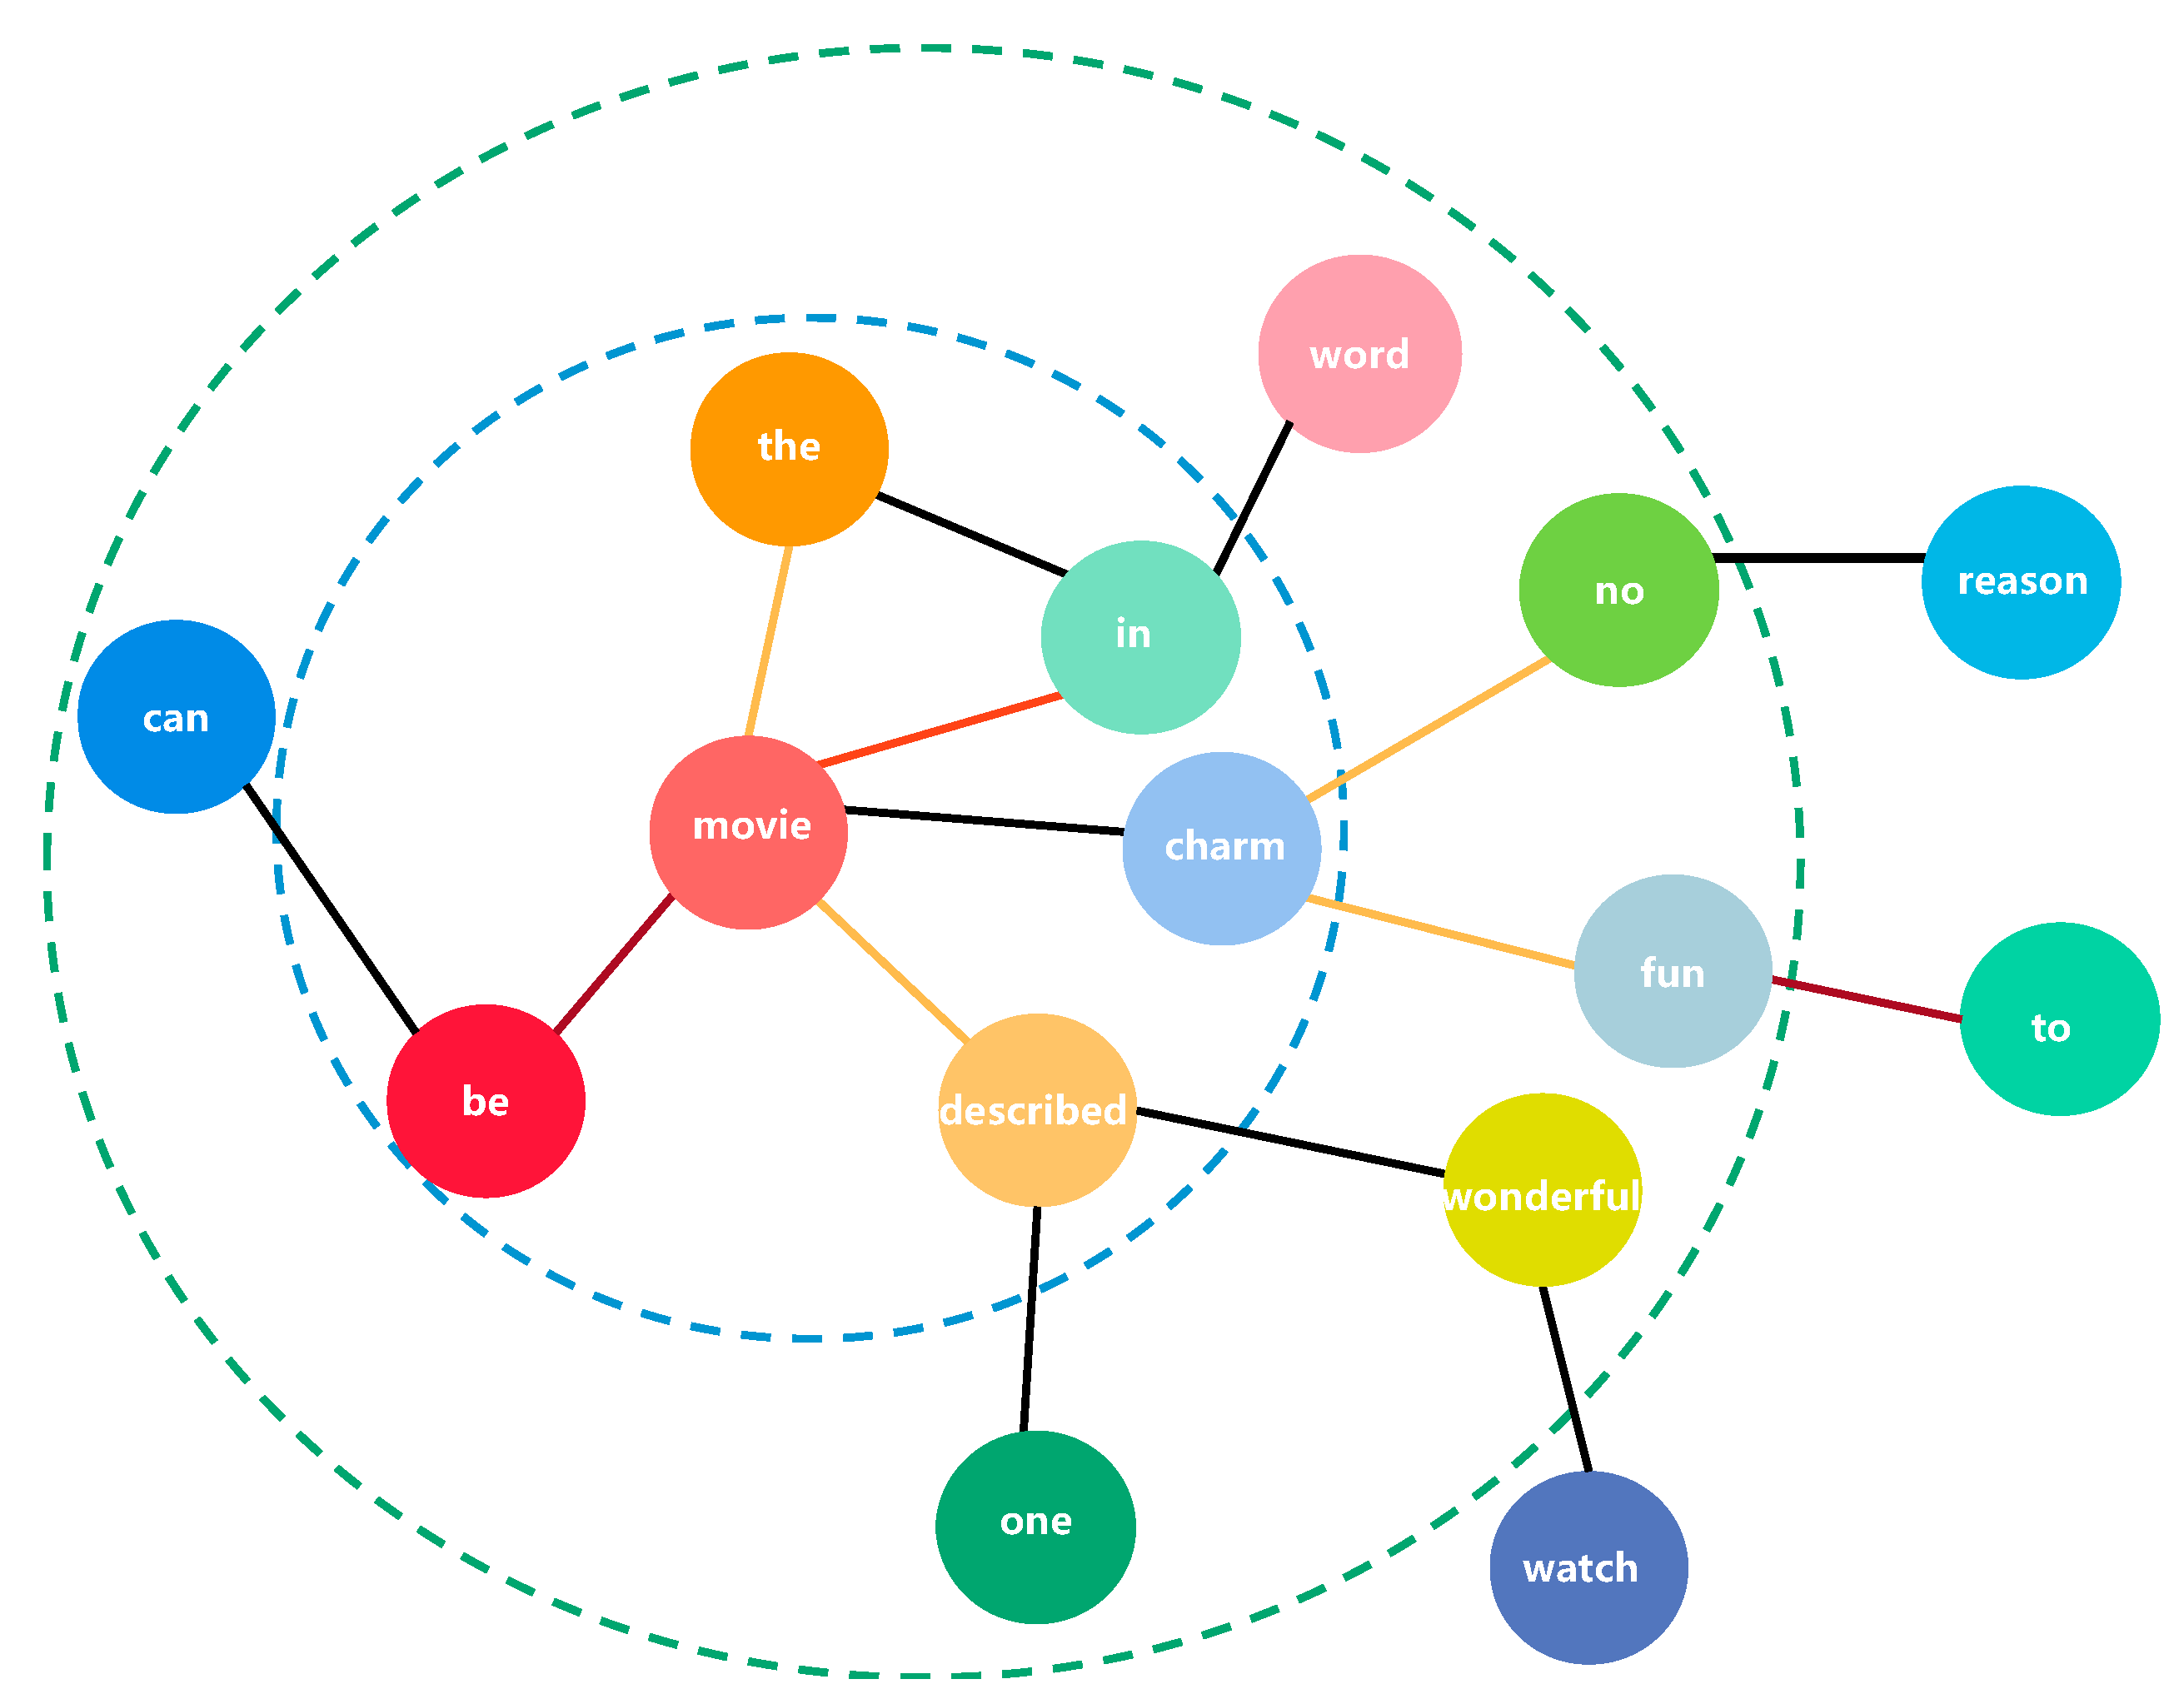 word
the
reason
no
in
can
movie
charm
fun
to
be
described
wonderful
one
watch